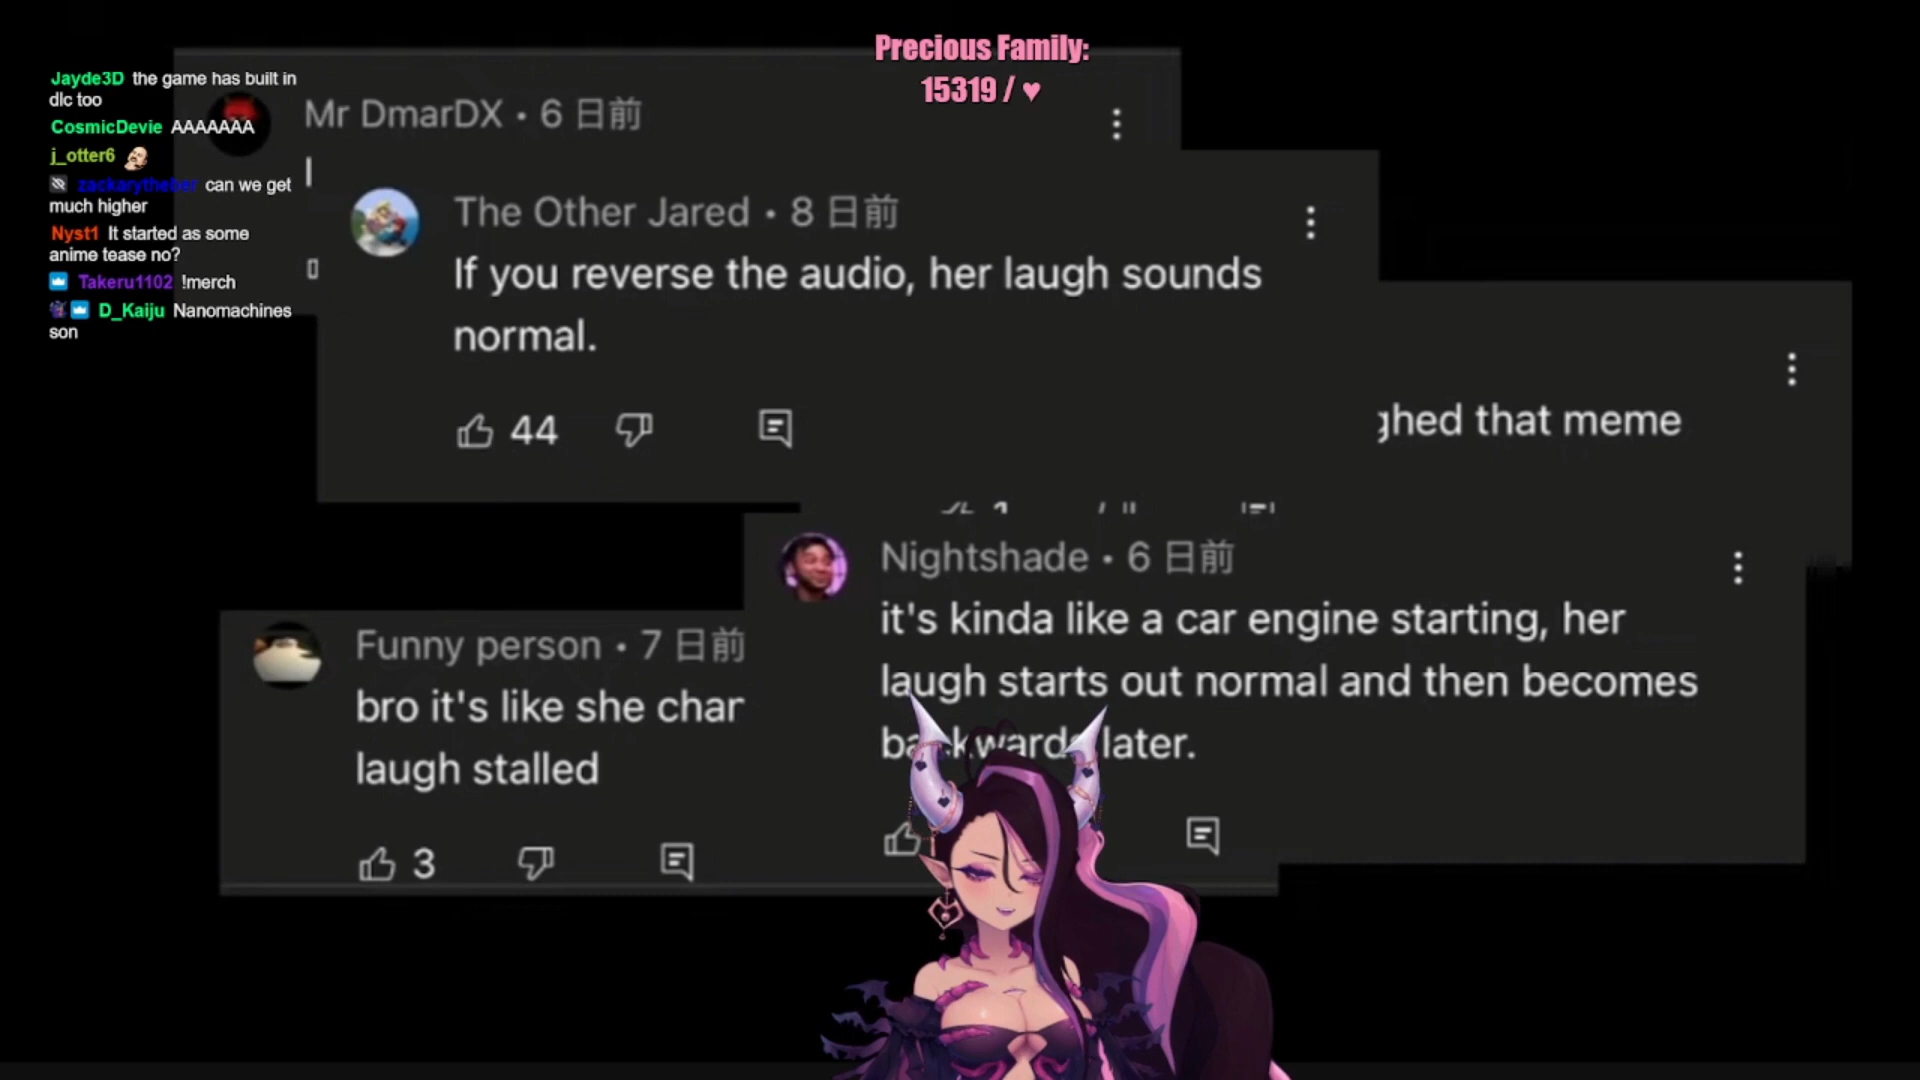 Precious Family:
15319 / ♥
Jayde3D the game has built in
dlc too
CosmicDevie AAAAAAA
j_otter6
zackarytheber can we get
much higher
Nyst1 It started as some
anime tease no?
Takeru1102 !merch
D_Kaiju Nanomachines
son
Mr DmarDX • 6 日前
The Other Jared • 8 日前
If you reverse the audio, her laugh sounds
normal.
44
ghed that meme
Nightshade • 6 日前
it's kinda like a car engine starting, her
laugh starts out normal and then becomes
backwards later.
Funny person • 7 日前
bro it's like she char
laugh stalled
3